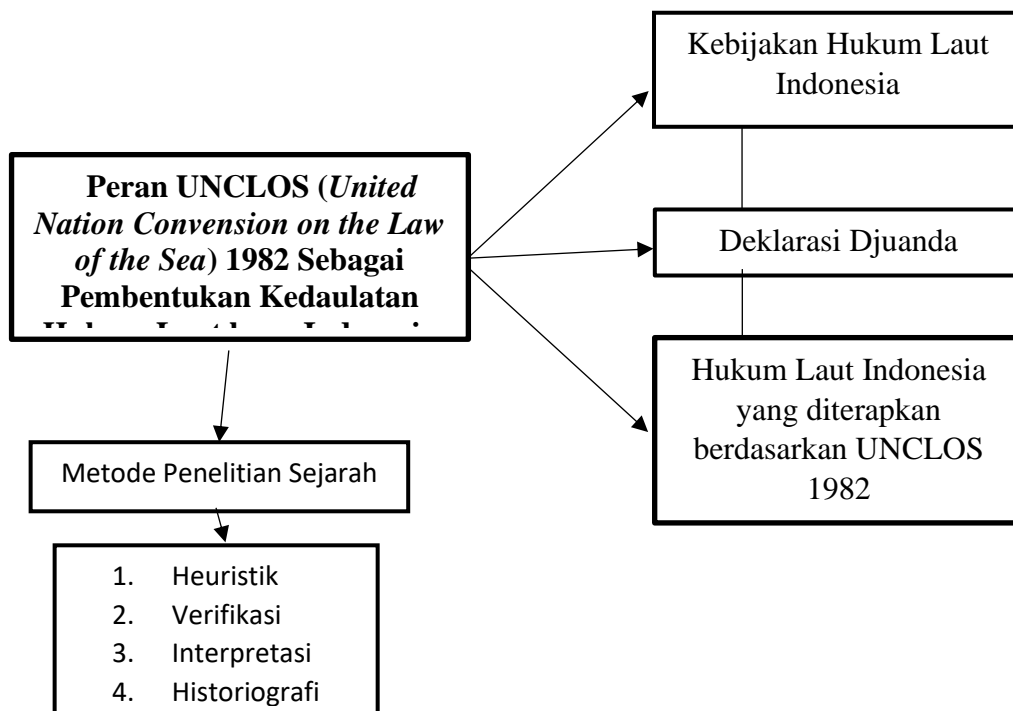 Peran UNCLOS (United
Nation Convension on the Law
of the Sea) 1982 Sebagai
Pembentukan Kedaulatan
Kebijakan Hukum Laut
Indonesia
Deklarasi Djuanda
Hukum Laut Indonesia
yang diterapkan
berdasarkan UNCLOS
1982
Metode Penelitian Sejarah
1. Heuristik
2. Verifikasi
3. Interpretasi
4. Historiografi